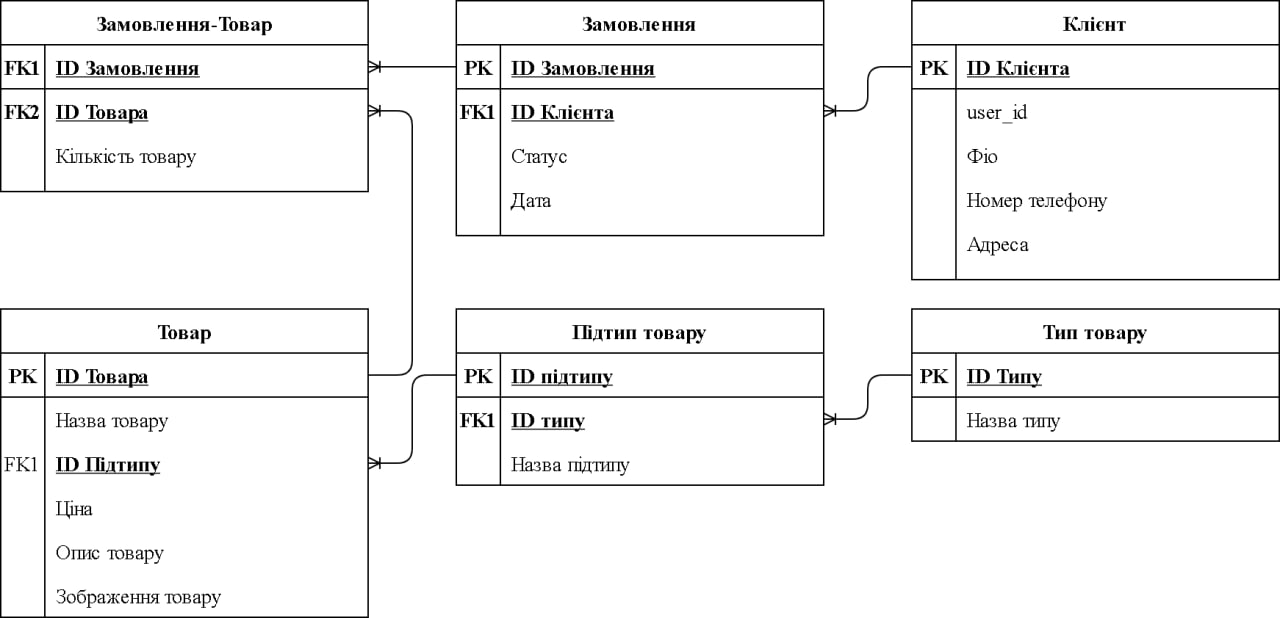 Замовлення-Товар
FK1 ID Замовлення
FK2 ID Товара
Кількість товару
Замовлення
PK ID Замовлення
FK1 ID Клієнта
Статус
Дата
Клієнт
PK ID Клієнта
user_id
Фіо
Номер телефону
Адреса
Товар
PK ID Товара
Назва товару
FK1 ID Підтипу
Ціна
Опис товару
Зображення товару
Підтип товару
PK ID підтипу
FK1 ID типу
Назва підтипу
Тип товару
PK ID Типу
Назва типу